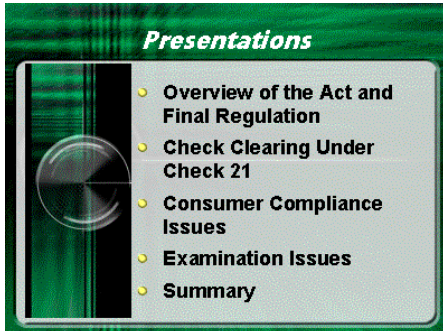 Presentations
Overview of the Act and
Final Regulation
Check Clearing Under
Check 21
Consumer Compliance
Issues
Examination Issues
Summary